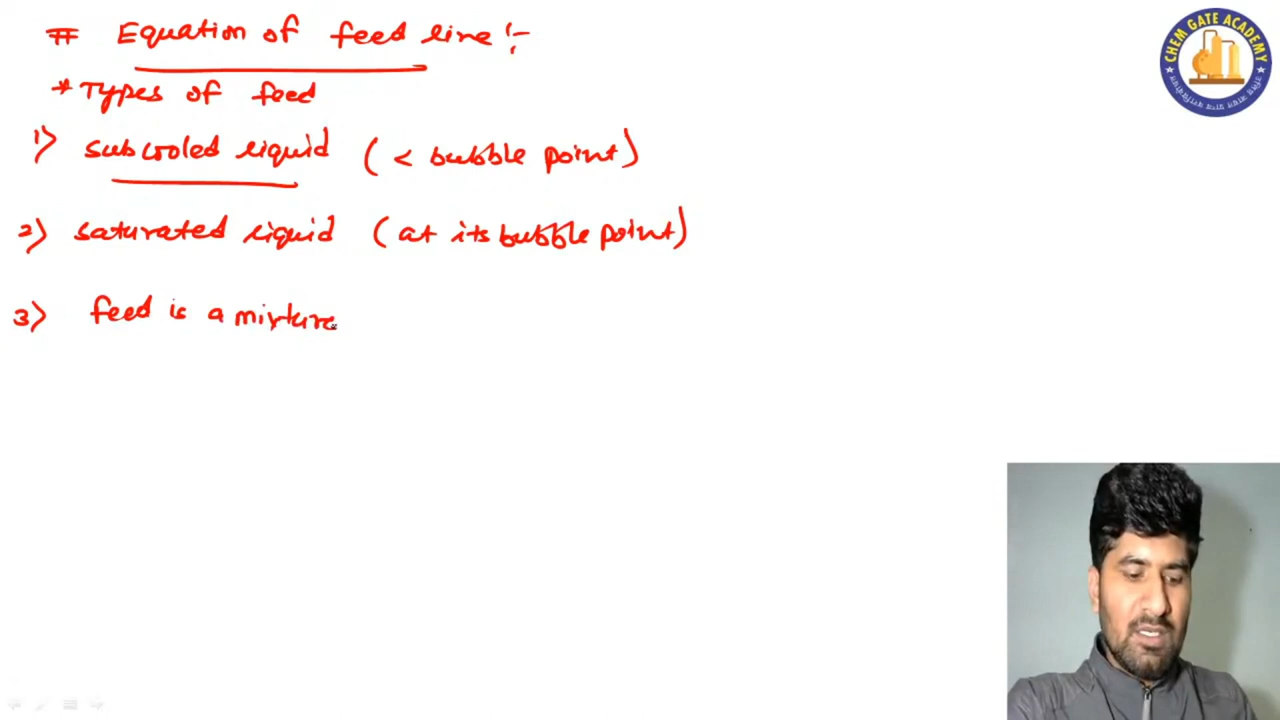 # Equation of feed line :-
* Types of feed
1) subcooled liquid ( < bubble point )
2) saturated liquid ( at its bubble point )
3) feed is a mixture
CHEM GATE ACADEMY